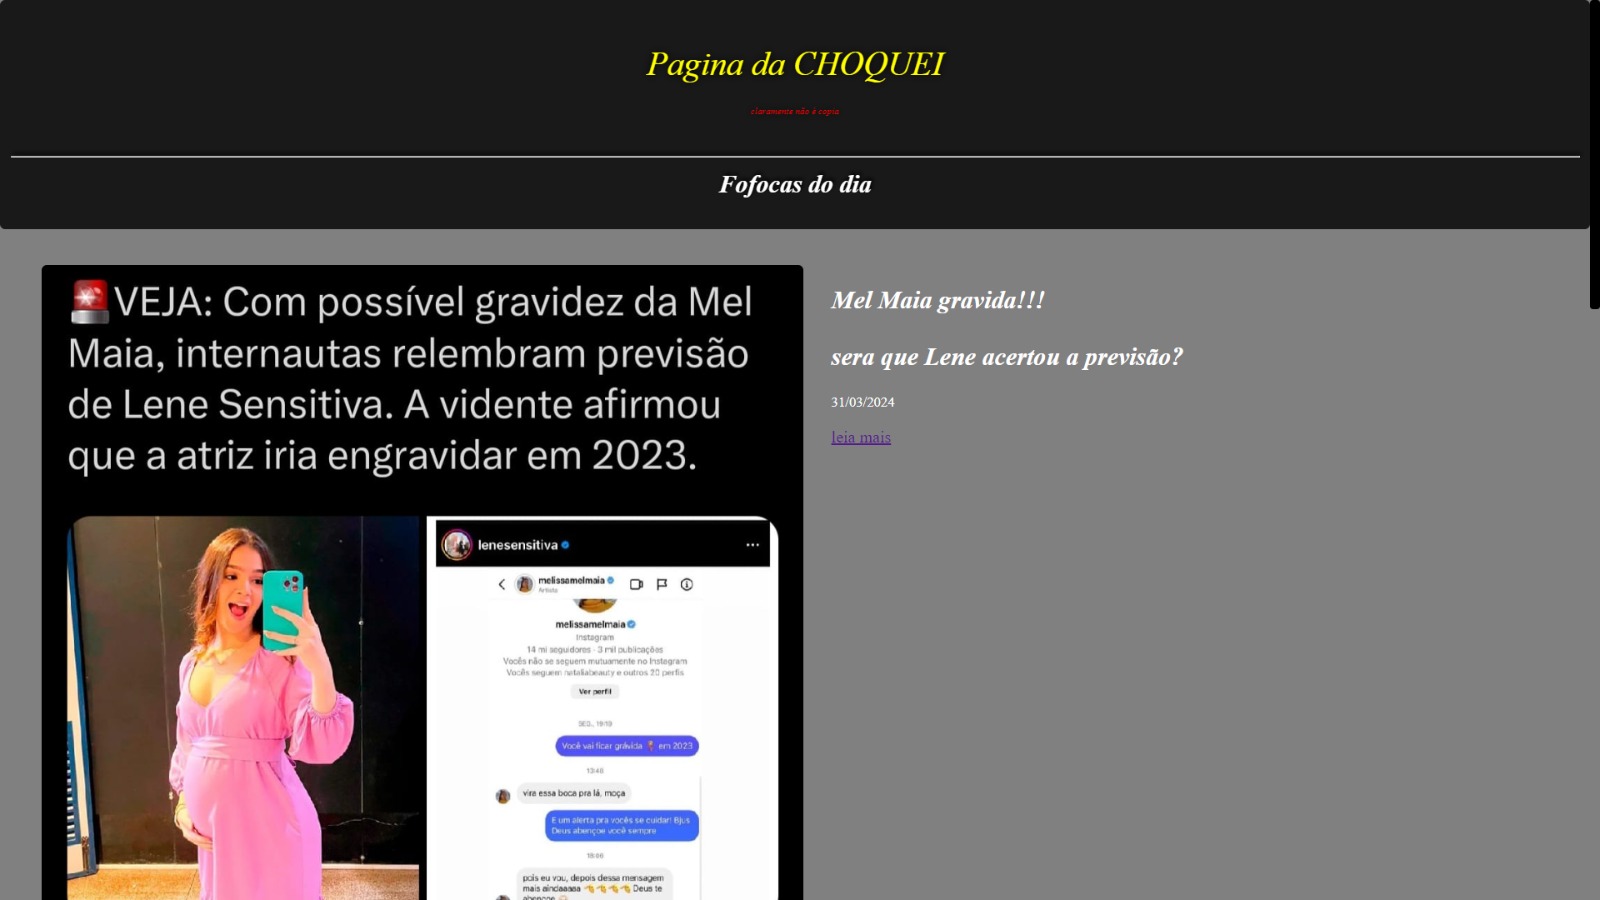 Pagina da CHOQUEI
claramente não é copia
Fofocas do dia
VEJA: Com possível gravidez da Mel
Maia, internautas relembram previsão
de Lene Sensitiva. A vidente afirmou
que a atriz iria engravidar em 2023.
lenesensitiva
melissamelmaia
Artista
melissamelmaia
Instagram
14 mi seguidores · 3 mil publicações
Vocês não se seguem mutuamente no Instagram
Vocês seguem nataliabeauty e outros 20 perfis
Ver perfil
SEG., 19:19
Você vai ficar grávida 🤰 em 2023
13:48
vira essa boca pra lá, moça
E um alerta pra vocês se cuidar! Bjus
Deus abençoe você sempre
18:06
pois eu vou, depois dessa mensagem
mais aindaaaaa Deus te
abençoe
Mel Maia gravida!!!
sera que Lene acertou a previsão?
31/03/2024
leia mais